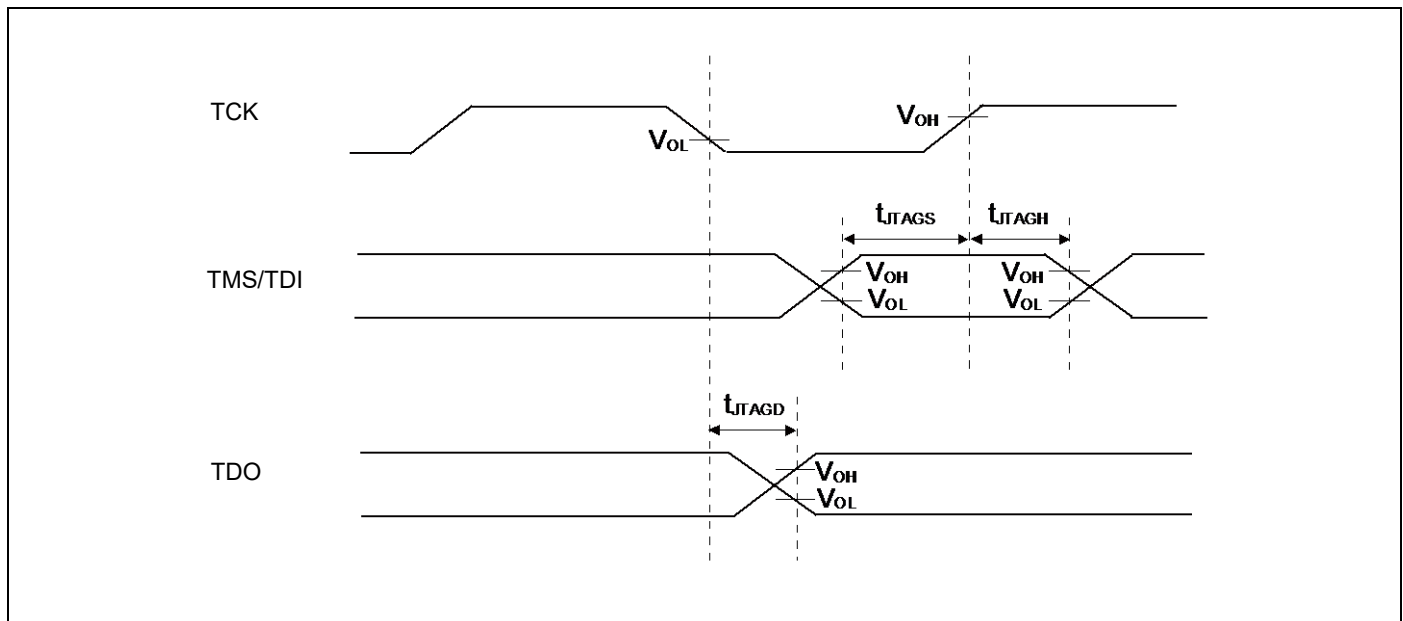 TCK
VOL
VOH
tJTAGS
tJTAGH
TMS/TDI
VOH
VOL
VOH
VOL
tJTAGD
TDO
VOH
VOL